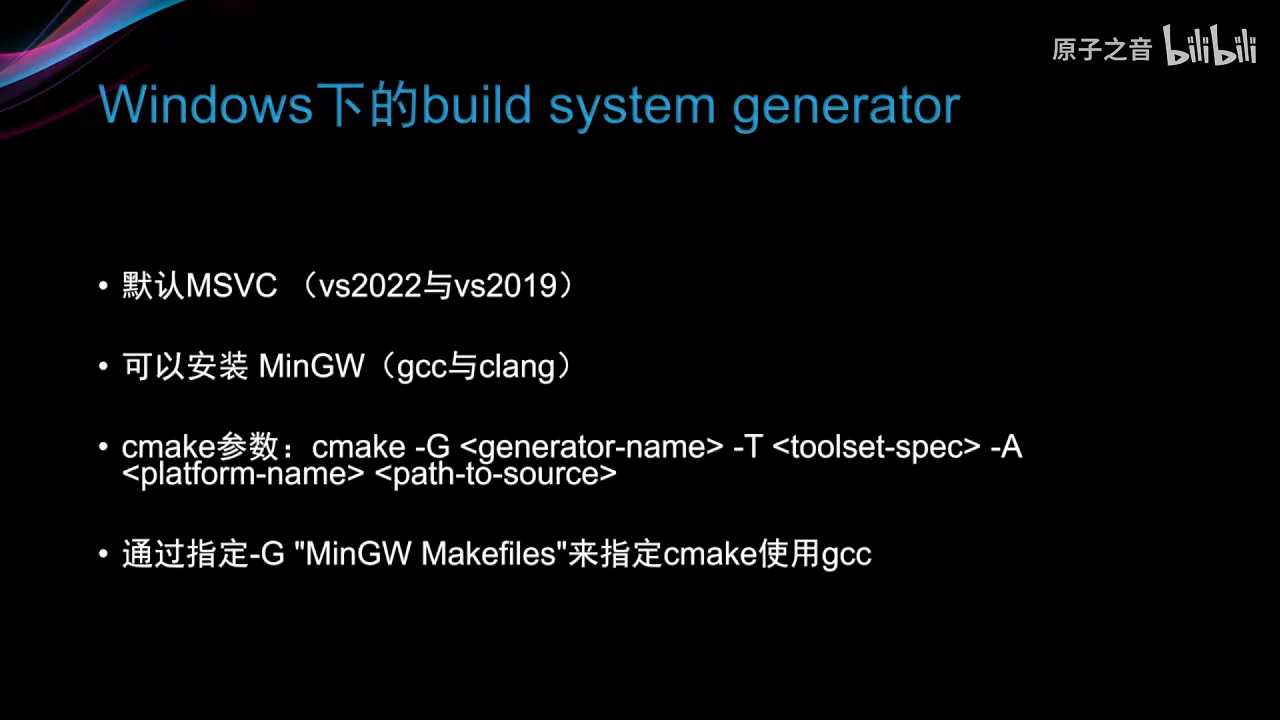 原子之音 bilibili
Windows下的build system generator
• 默认MSVC （vs2022与vs2019）
• 可以安装 MinGW（gcc与clang）
• cmake参数：cmake -G <generator-name> -T <toolset-spec> -A
<platform-name> <path-to-source>
• 通过指定-G "MinGW Makefiles"来指定cmake使用gcc